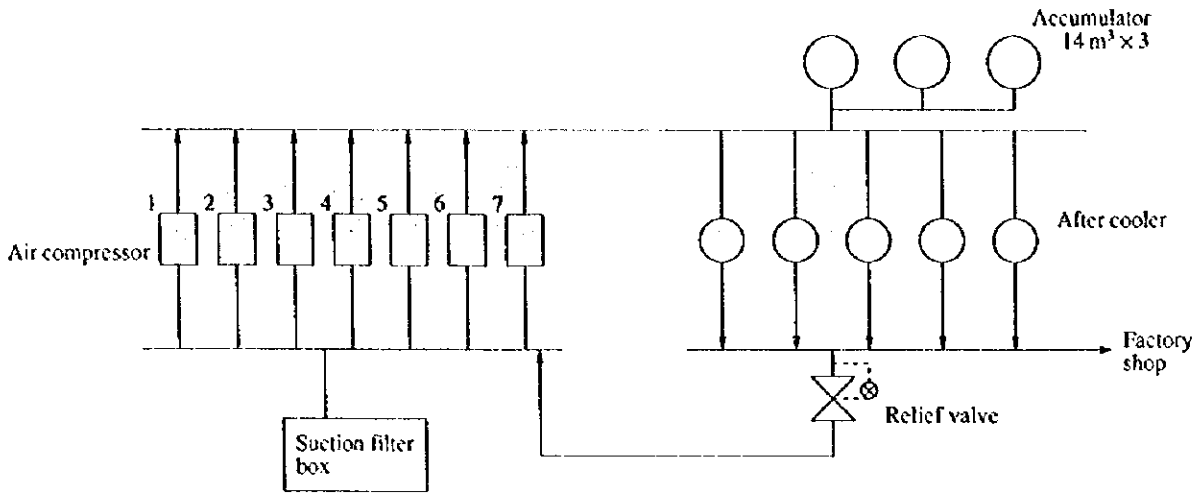 Accumulator
14 m³ × 3
1 2 3 4 5 6 7
Air compressor
After cooler
Factory
shop
Relief valve
Suction filter
box